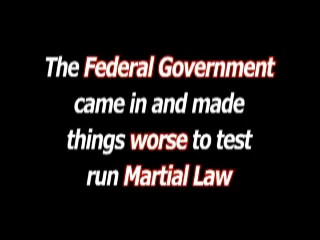 The Federal Government
came in and made
things worse to test
run Martial Law